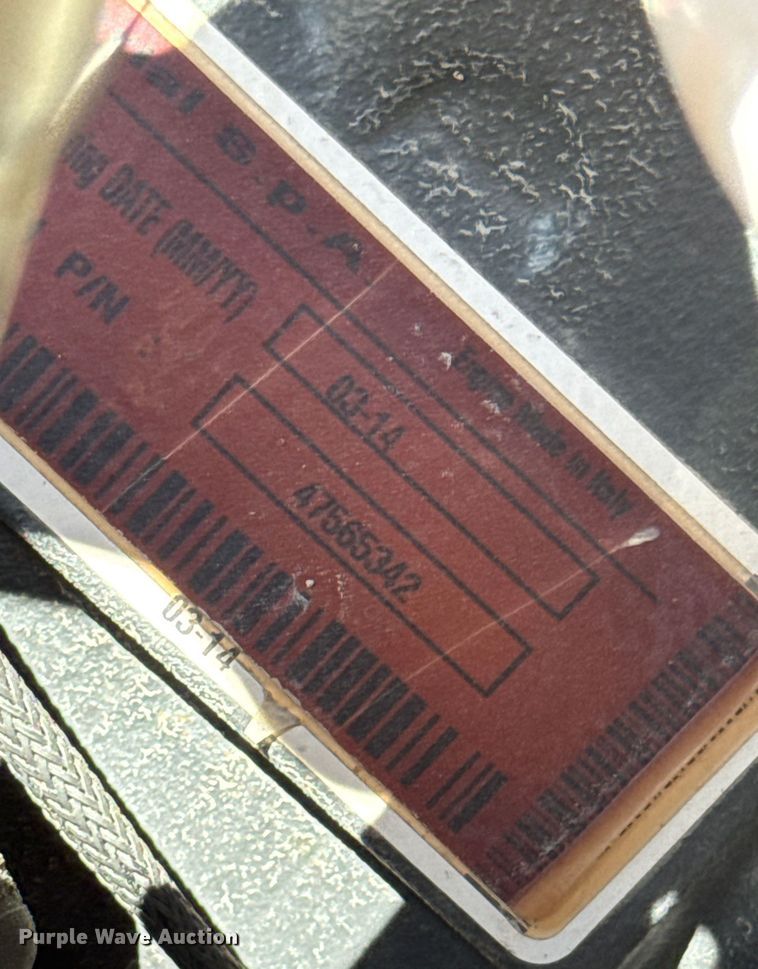 S.P.A
Engine Made in Italy
DATE (MM/YY)
03-14
P/N
47565342
03-14
Purple Wave Auction